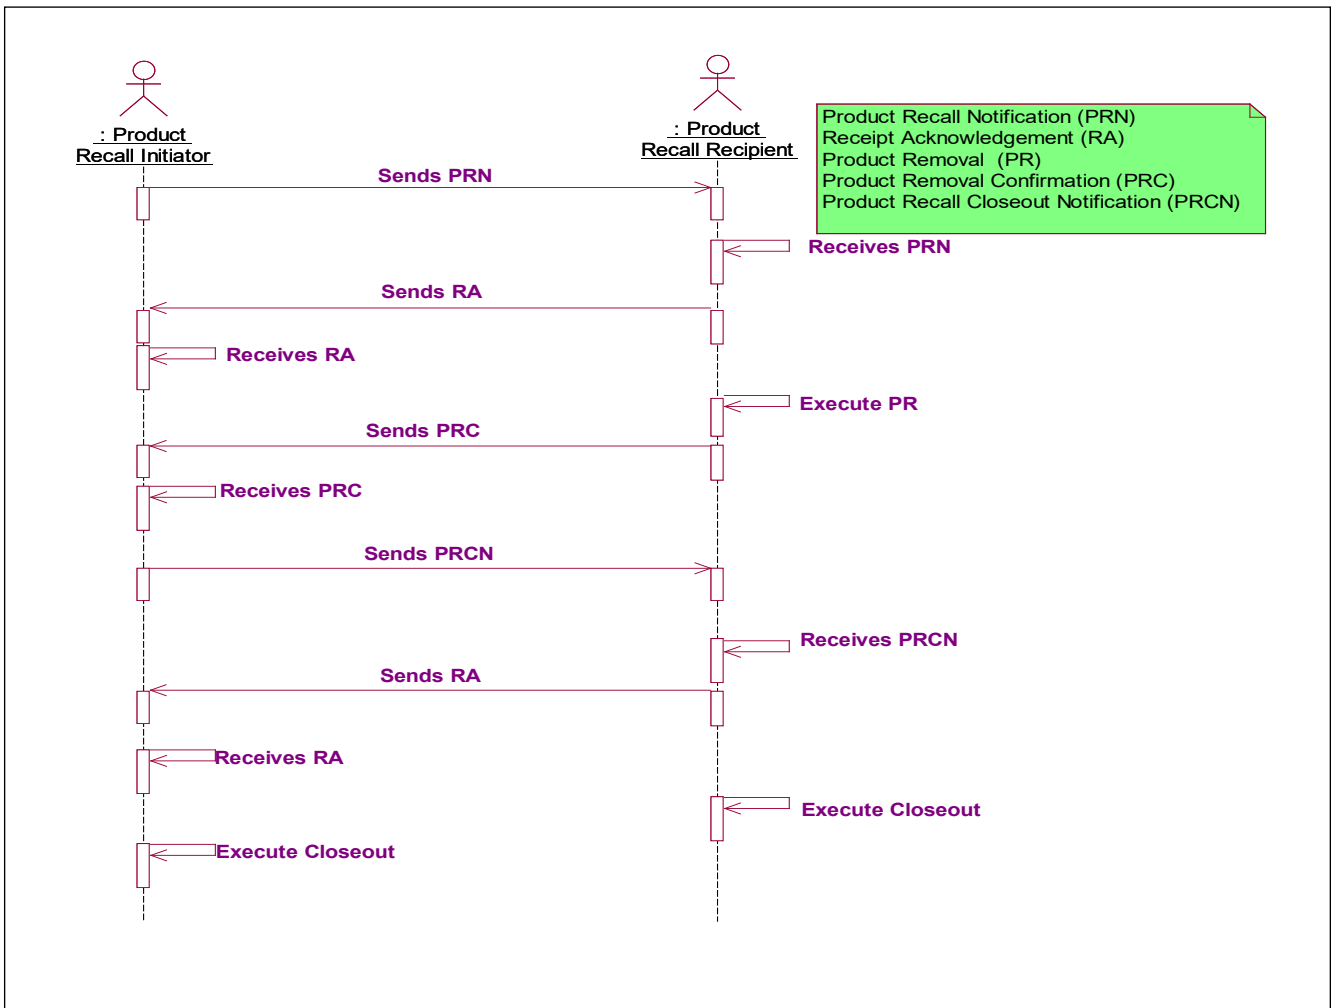 : Product
Recall Initiator
: Product
Recall Recipient
Product Recall Notification (PRN)
Receipt Acknowledgement (RA)
Product Removal  (PR)
Product Removal Confirmation (PRC)
Product Recall Closeout Notification (PRCN)
Sends PRN
Receives PRN
Sends RA
Receives RA
Execute PR
Sends PRC
Receives PRC
Sends PRCN
Receives PRCN
Sends RA
Receives RA
Execute Closeout
Execute Closeout